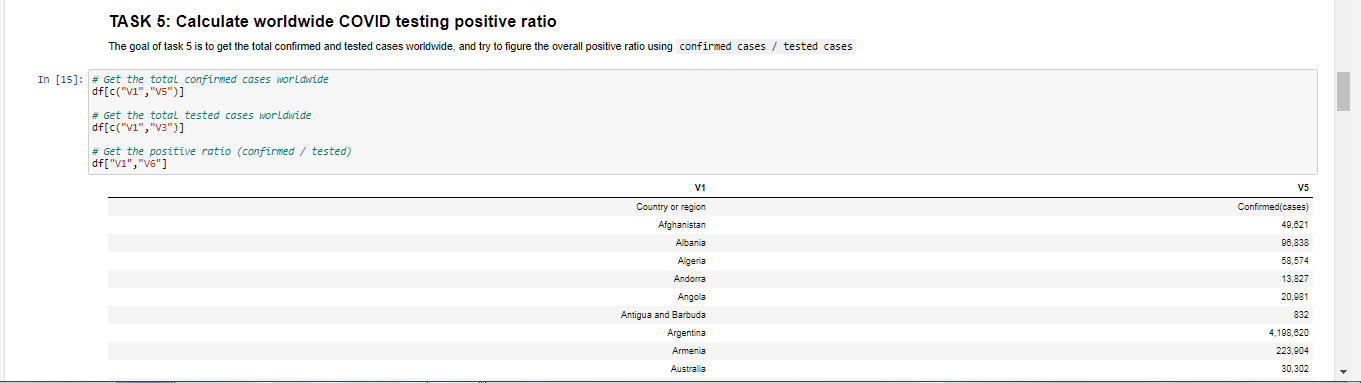 TASK 5: Calculate worldwide COVID testing positive ratio
The goal of task 5 is to get the total confirmed and tested cases worldwide, and try to figure the overall positive ratio using confirmed cases / tested cases
In [15]: # Get the total confirmed cases worldwide
df[c("V1","V5")]
# Get the total tested cases worldwide
df[c("V1","V3")]
# Get the positive ratio (confirmed / tested)
df["V1","V6"]
V1 V5
Country or region Confirmed(cases)
Afghanistan 49,621
Albania 96,838
Algeria 58,574
Andorra 13,827
Angola 20,981
Antigua and Barbuda 832
Argentina 4,198,620
Armenia 223,904
Australia 30,302